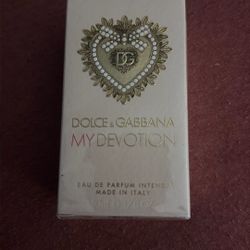 DG
DOLCE & GABBANA
MY DEVOTION
EAU DE PARFUM INTENSE
MADE IN ITALY